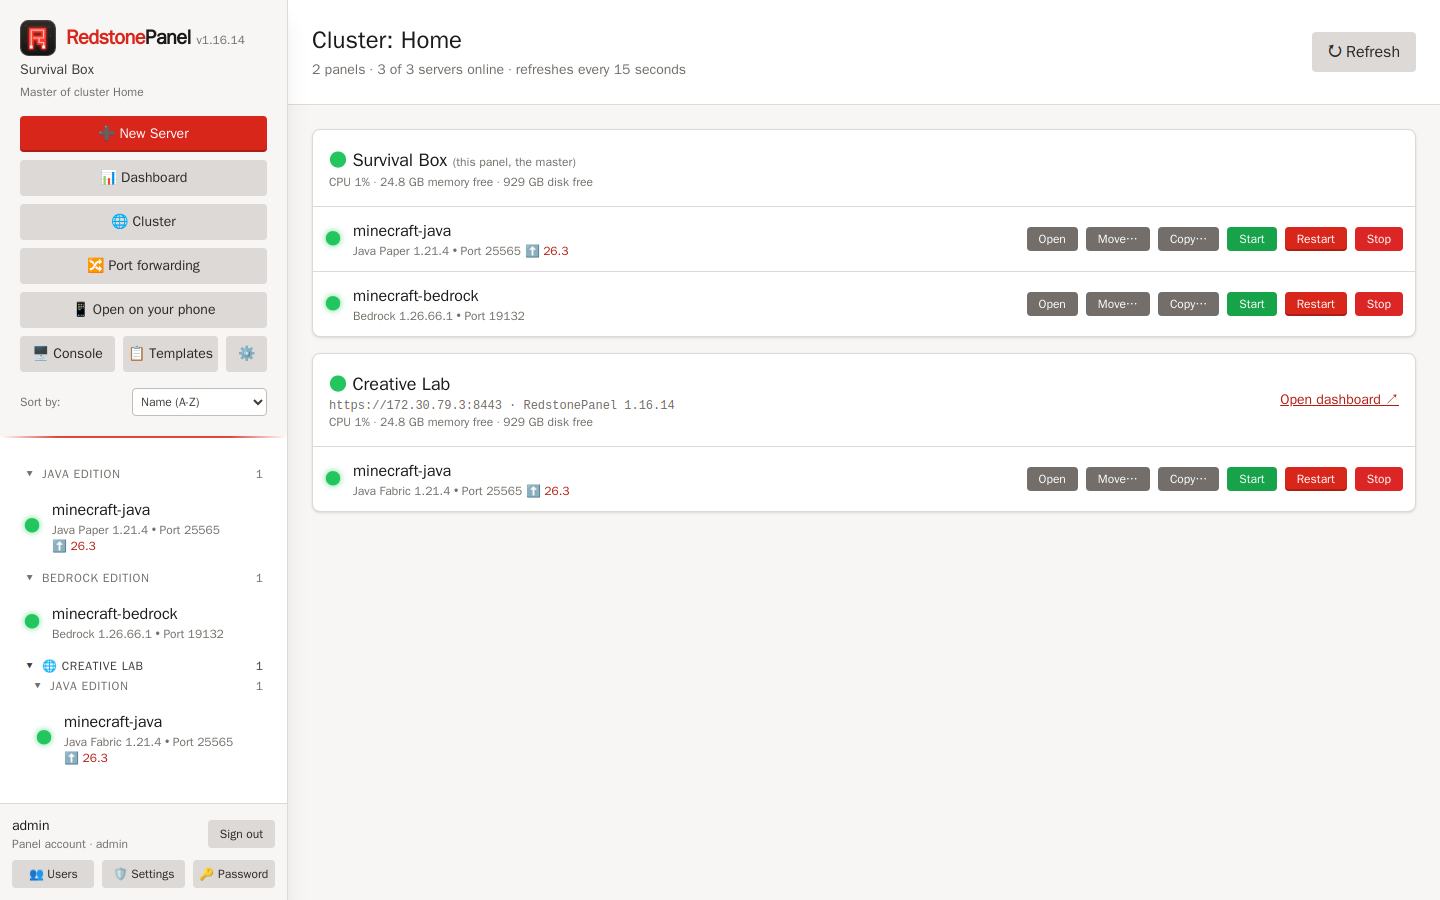 RedstonePanel v1.16.14
Survival Box
Master of cluster Home
➕ New Server
📊 Dashboard
🌐 Cluster
🔀 Port forwarding
📱 Open on your phone
🖥️ Console
📋 Templates
⚙️
Sort by:
Name (A-Z)
▼ JAVA EDITION 1
minecraft-java
Java Paper 1.21.4 • Port 25565
⬆️ 26.3
▼ BEDROCK EDITION 1
minecraft-bedrock
Bedrock 1.26.66.1 • Port 19132
▼ 🌐 CREATIVE LAB 1
▼ JAVA EDITION 1
minecraft-java
Java Fabric 1.21.4 • Port 25565
⬆️ 26.3
admin
Panel account · admin
Sign out
👥 Users
🛡️ Settings
🔑 Password
Cluster: Home
2 panels · 3 of 3 servers online · refreshes every 15 seconds
↻ Refresh
Survival Box (this panel, the master)
CPU 1% · 24.8 GB memory free · 929 GB disk free
minecraft-java
Java Paper 1.21.4 • Port 25565 ⬆️ 26.3
Open Move⋯ Copy⋯ Start Restart Stop
minecraft-bedrock
Bedrock 1.26.66.1 • Port 19132
Open Move⋯ Copy⋯ Start Restart Stop
Creative Lab
https://172.30.79.3:8443 · RedstonePanel 1.16.14
CPU 1% · 24.8 GB memory free · 929 GB disk free
Open dashboard ↗
minecraft-java
Java Fabric 1.21.4 • Port 25565 ⬆️ 26.3
Open Move⋯ Copy⋯ Start Restart Stop